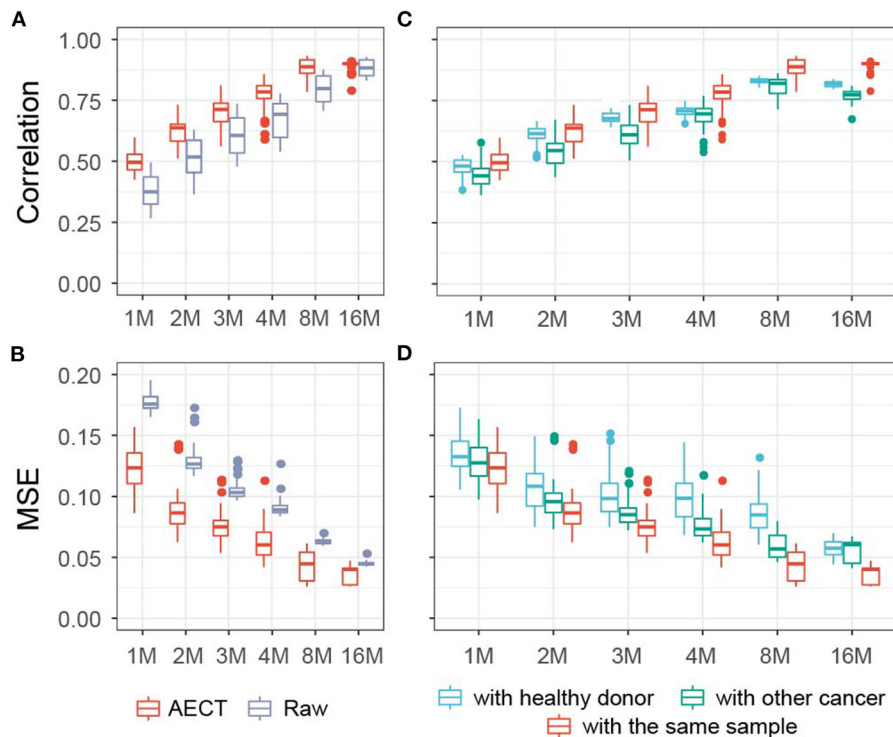 A
C
1.00
0.75
0.50
0.25
0.00
Correlation
1M 2M 3M 4M 8M 16M
1M 2M 3M 4M 8M 16M
B
D
0.20
0.15
0.10
0.05
0.00
MSE
1M 2M 3M 4M 8M 16M
1M 2M 3M 4M 8M 16M
AECT Raw
with healthy donor with other cancer
with the same sample